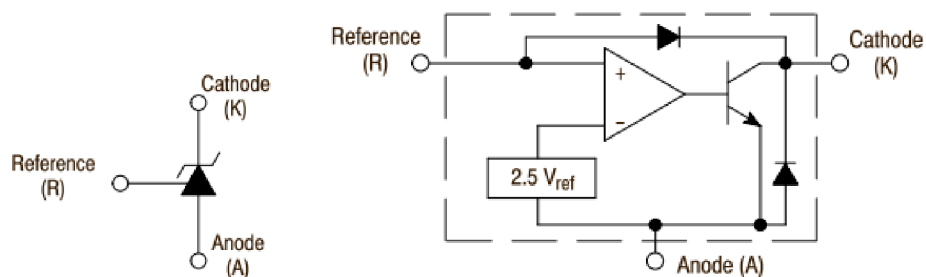 Cathode
(K)
Reference
(R)
Anode
(A)
Reference
(R)
Cathode
(K)
+
−
2.5 Vref
Anode (A)